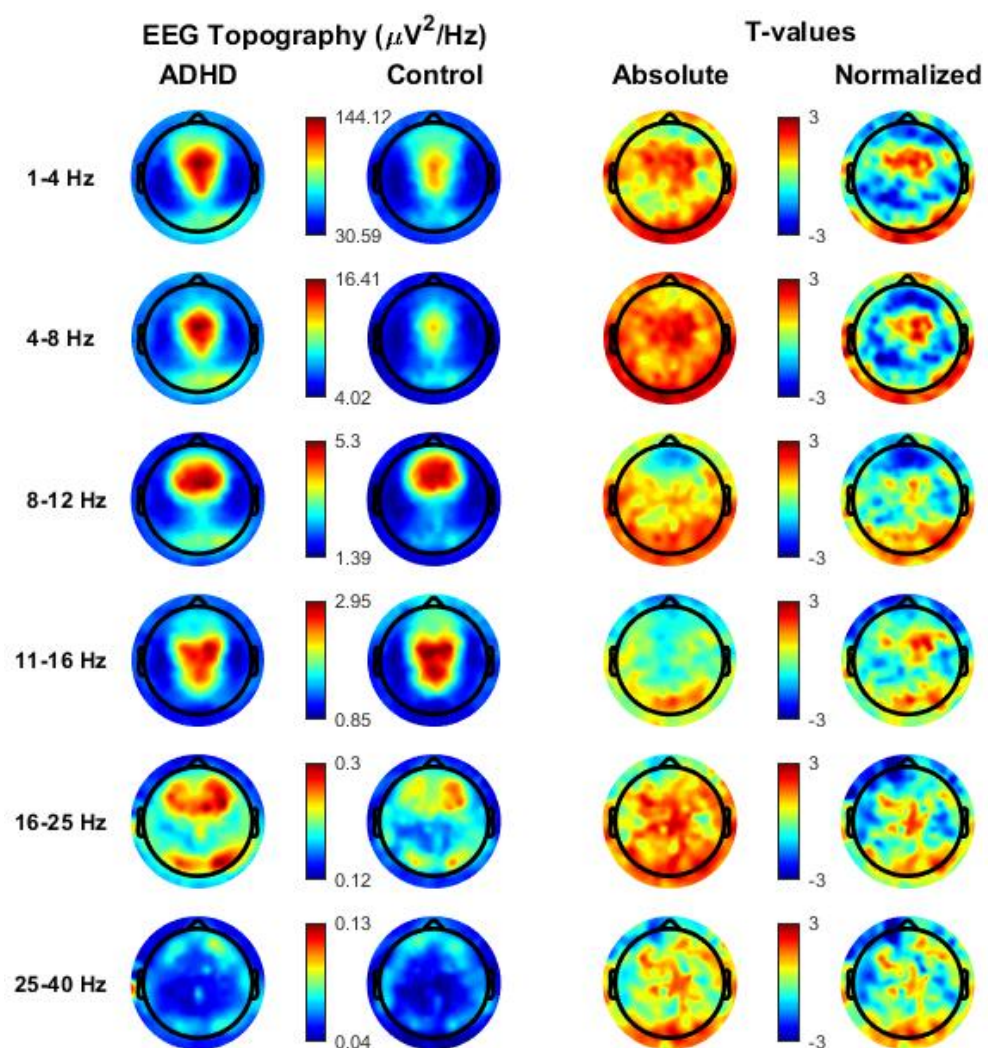 EEG Topography (μV²/Hz)
T-values
ADHD
Control
Absolute
Normalized
1-4 Hz
144.12
30.59
3
-3
4-8 Hz
16.41
4.02
3
-3
8-12 Hz
5.3
1.39
3
-3
11-16 Hz
2.95
0.85
3
-3
16-25 Hz
0.3
0.12
3
-3
25-40 Hz
0.13
0.04
3
-3